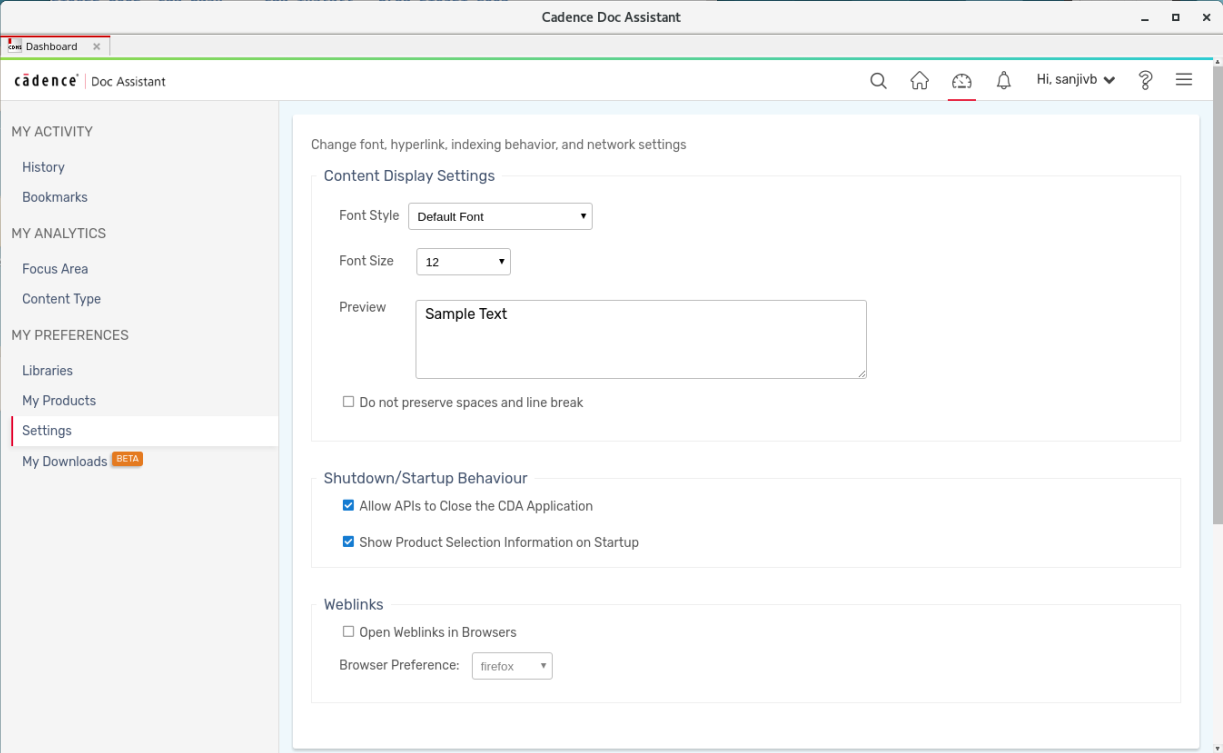 Cadence Doc Assistant
Dashboard
cādence Doc Assistant
Hi, sanjivb
MY ACTIVITY
History
Bookmarks
MY ANALYTICS
Focus Area
Content Type
MY PREFERENCES
Libraries
My Products
Settings
My Downloads BETA
Change font, hyperlink, indexing behavior, and network settings
Content Display Settings
Font Style Default Font
Font Size 12
Preview Sample Text
Do not preserve spaces and line break
Shutdown/Startup Behaviour
Allow APIs to Close the CDA Application
Show Product Selection Information on Startup
Weblinks
Open Weblinks in Browsers
Browser Preference: firefox